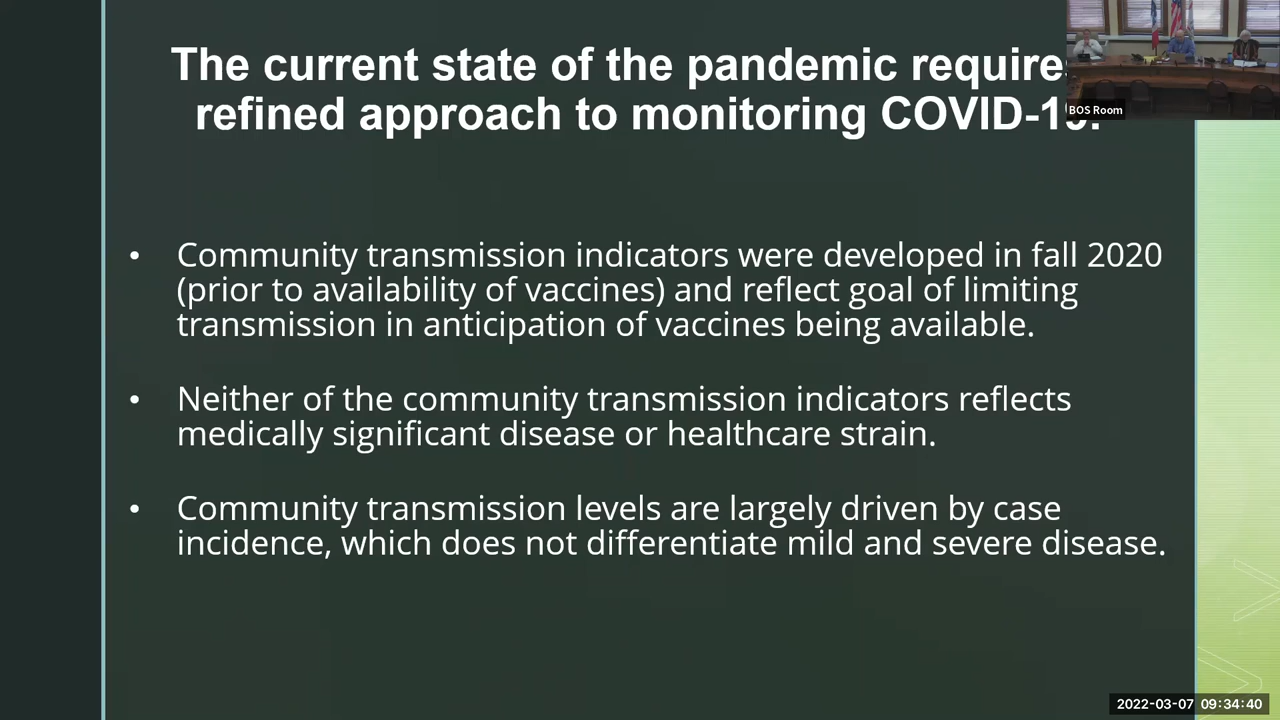 The current state of the pandemic require
refined approach to monitoring COVID-19.
BOS Room
• Community transmission indicators were developed in fall 2020
(prior to availability of vaccines) and reflect goal of limiting
transmission in anticipation of vaccines being available.
• Neither of the community transmission indicators reflects
medically significant disease or healthcare strain.
• Community transmission levels are largely driven by case
incidence, which does not differentiate mild and severe disease.
2022-03-07 09:34:40